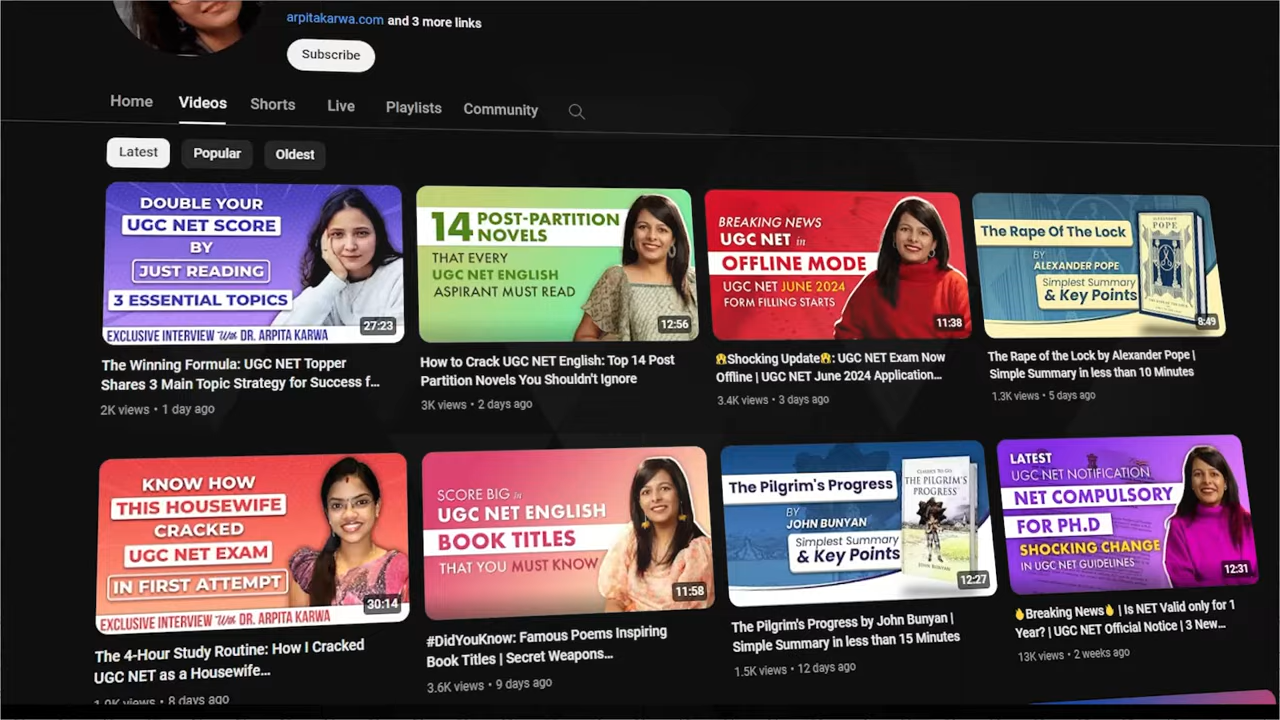 arpitakarwa.com and 3 more links
Subscribe
Home Videos Shorts Live Playlists Community
Latest Popular Oldest
DOUBLE YOUR
UGC NET SCORE
BY
JUST READING
3 ESSENTIAL TOPICS
EXCLUSIVE INTERVIEW With DR. ARPITA KARWA
27:23
The Winning Formula: UGC NET Topper
Shares 3 Main Topic Strategy for Success f...
2K views • 1 day ago
14 POST-PARTITION
NOVELS
THAT EVERY
UGC NET ENGLISH
ASPIRANT MUST READ
12:56
How to Crack UGC NET English: Top 14 Post
Partition Novels You Shouldn't Ignore
3K views • 2 days ago
BREAKING NEWS
UGC NET in
OFFLINE MODE
UGC NET JUNE 2024
FORM FILLING STARTS
11:38
😱Shocking Update😱: UGC NET Exam Now
Offline | UGC NET June 2024 Application...
3.4K views • 3 days ago
The Rape Of The Lock
BY
ALEXANDER POPE
Simplest Summary
& Key Points
ALEXANDER
POPE
8:49
The Rape of the Lock by Alexander Pope |
Simple Summary in less than 10 Minutes
1.3K views • 5 days ago
KNOW HOW
THIS HOUSEWIFE
CRACKED
UGC NET EXAM
IN FIRST ATTEMPT
EXCLUSIVE INTERVIEW With DR. ARPITA KARWA
30:14
The 4-Hour Study Routine: How I Cracked
UGC NET as a Housewife...
1.9K views • 8 days ago
SCORE BIG in
UGC NET ENGLISH
BOOK TITLES
THAT YOU MUST KNOW
11:58
#DidYouKnow: Famous Poems Inspiring
Book Titles | Secret Weapons...
3.6K views • 9 days ago
The Pilgrim's Progress
BY
JOHN BUNYAN
Simplest Summary
& Key Points
CLASSICS TO GO
THE PILGRIM'S
PROGRESS
JOHN BUNYAN
12:27
The Pilgrim's Progress by John Bunyan |
Simple Summary in less than 15 Minutes
1.5K views • 12 days ago
LATEST
UGC NET NOTIFICATION
NET COMPULSORY
FOR PH.D
SHOCKING CHANGE
IN UGC NET GUIDELINES
12:31
🔥Breaking News🔥 | Is NET Valid only for 1
Year? | UGC NET Official Notice | 3 New...
13K views • 2 weeks ago